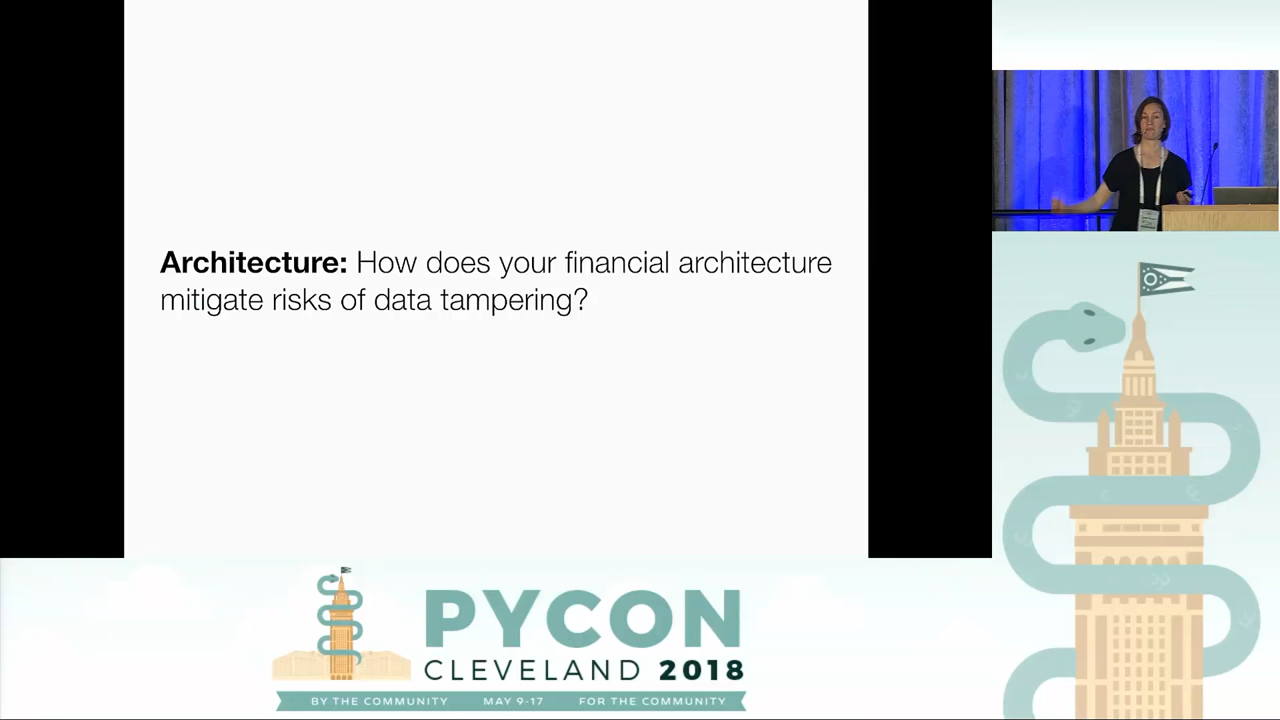 Architecture: How does your financial architecture
mitigate risks of data tampering?
PYCON
CLEVELAND 2018
BY THE COMMUNITY MAY 9-17 FOR THE COMMUNITY